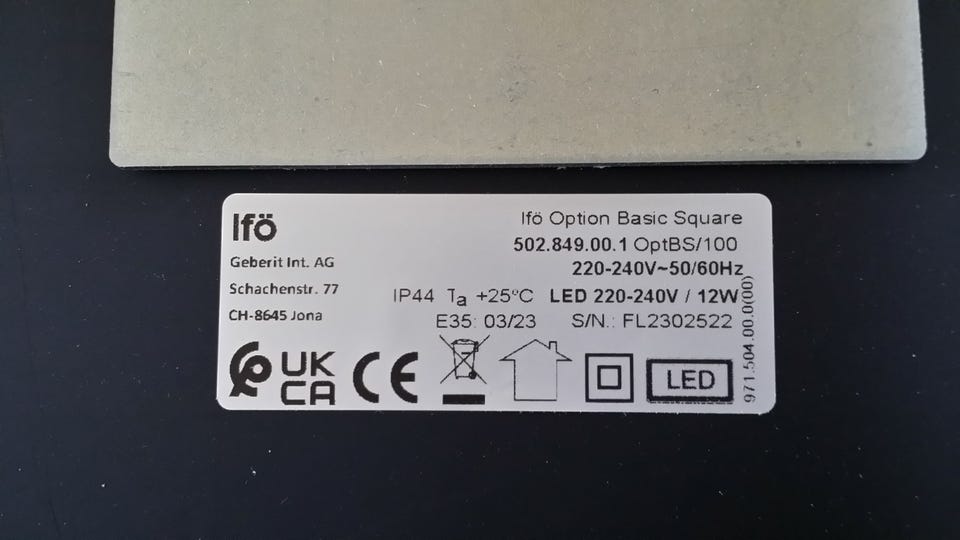 Ifö
Geberit Int. AG
Schachenstr. 77
CH-8645 Jona
Ifö Option Basic Square
502.849.00.1 OptBS/100
220-240V~50/60Hz
IP44 Ta +25°C LED 220-240V / 12W
E35: 03/23 S/N.: FL2302522
UK
CA
CE
LED
971.504.00.0(00)